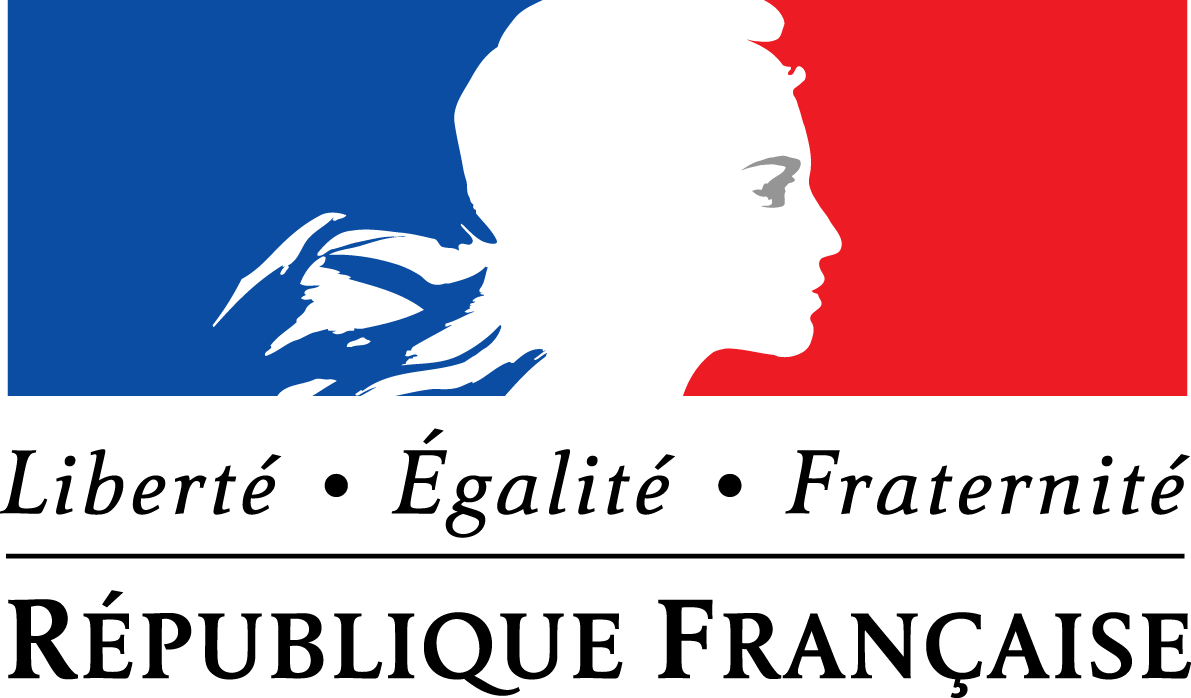 Liberté • Égalité • Fraternité
RÉPUBLIQUE FRANÇAISE